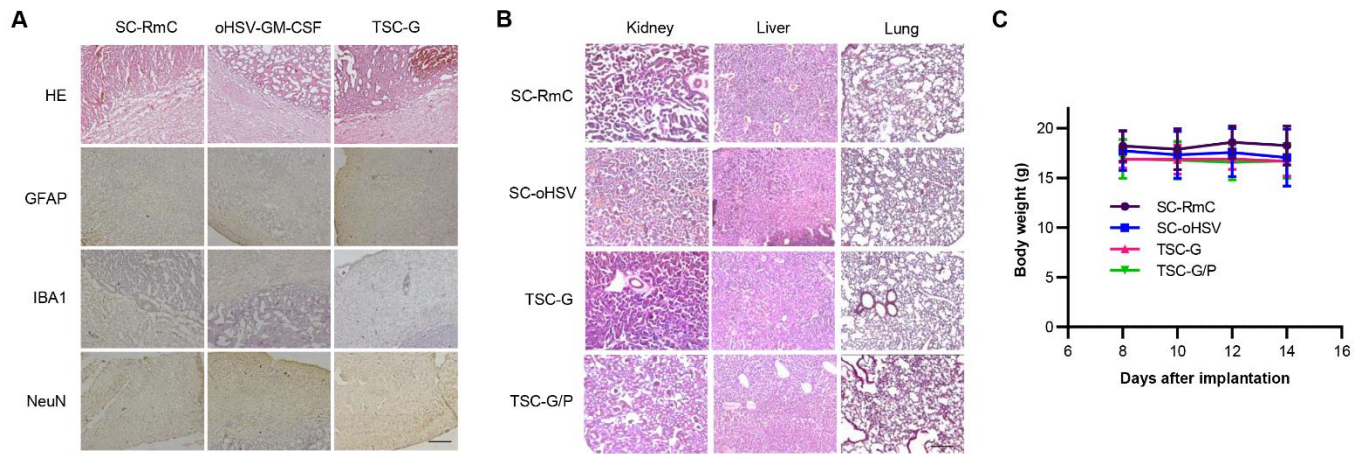 A
SC-RmC oHSV-GM-CSF TSC-G
HE
GFAP
IBA1
NeuN
B
Kidney Liver Lung
SC-RmC
SC-oHSV
TSC-G
TSC-G/P
C
20
15
10
5
0
Body weight (g)
SC-RmC
SC-oHSV
TSC-G
TSC-G/P
6 8 10 12 14 16
Days after implantation